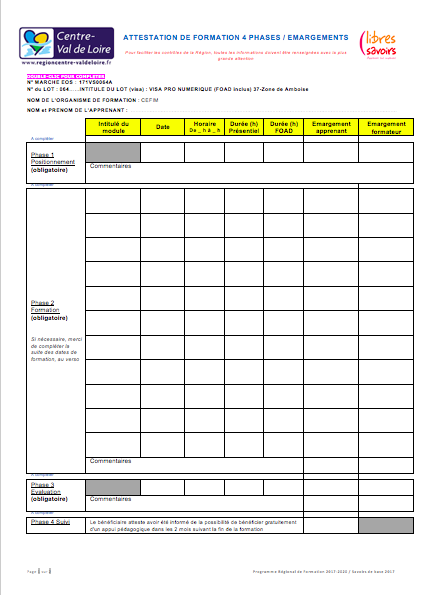 Centre-
Val de Loire
www.regioncentre-valdeloire.fr
ATTESTATION DE FORMATION 4 PHASES / EMARGEMENTS
Pour faciliter les contrôles de la Région, toutes les informations doivent être renseignées avec la plus
grande attention
libres
savoirs
DOUBLE-CLIC POUR COMPLETER
N° MARCHE EOS : 171VS0054A
N° du LOT : 064.....INTITULE DU LOT (visa) : VISA PRO NUMERIQUE (FOAD inclus) 37-Zone de Amboise
NOM DE L'ORGANISME DE FORMATION : CEFIM
NOM et PRENOM DE L'APPRENANT :
Intitulé du module
Date
Horaire
De _ h à _ h
Durée (h) Présentiel
Durée (h) FOAD
Emargement apprenant
Emargement formateur
A compléter
Phase 1
Positionnement
(obligatoire)
Commentaires
A compléter
Phase 2
Formation
(obligatoire)
Si nécessaire, merci
de compléter la
suite des dates de
formation, au verso
Commentaires
A compléter
Phase 3
Evaluation
(obligatoire)
Commentaires
A compléter
Phase 4 Suivi
Le bénéficiaire atteste avoir été informé de la possibilité de bénéficier gratuitement
d'un appui pédagogique dans les 2 mois suivant la fin de la formation
Page 1 sur 1
Programme Régional de Formation 2017-2020 / Savoirs de base 2017